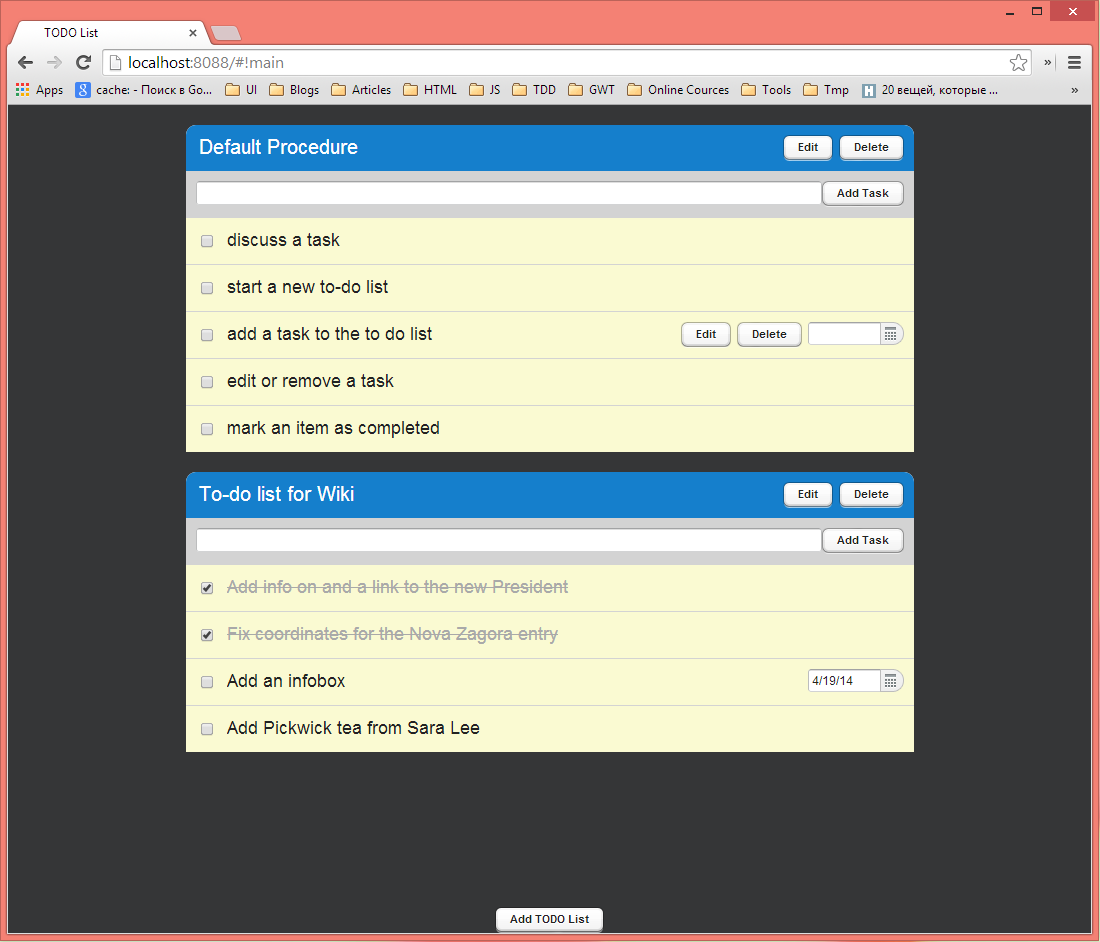 TODO List
localhost:8088/#!main
Apps cache: - Поиск в Go... UI Blogs Articles HTML JS TDD GWT Online Cources Tools Tmp 20 вещей, которые ...
Default Procedure Edit Delete
Add Task
discuss a task
start a new to-do list
add a task to the to do list Edit Delete
edit or remove a task
mark an item as completed
To-do list for Wiki Edit Delete
Add Task
Add info on and a link to the new President
Fix coordinates for the Nova Zagora entry
Add an infobox 4/19/14
Add Pickwick tea from Sara Lee
Add TODO List